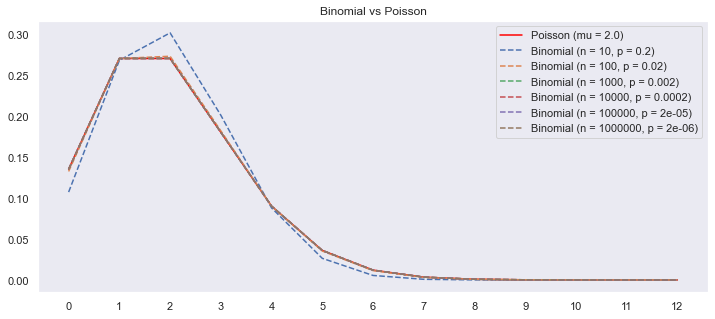 Binomial vs Poisson
Poisson (mu = 2.0)
Binomial (n = 10, p = 0.2)
Binomial (n = 100, p = 0.02)
Binomial (n = 1000, p = 0.002)
Binomial (n = 10000, p = 0.0002)
Binomial (n = 100000, p = 2e-05)
Binomial (n = 1000000, p = 2e-06)
0.30
0.25
0.20
0.15
0.10
0.05
0.00
0 1 2 3 4 5 6 7 8 9 10 11 12